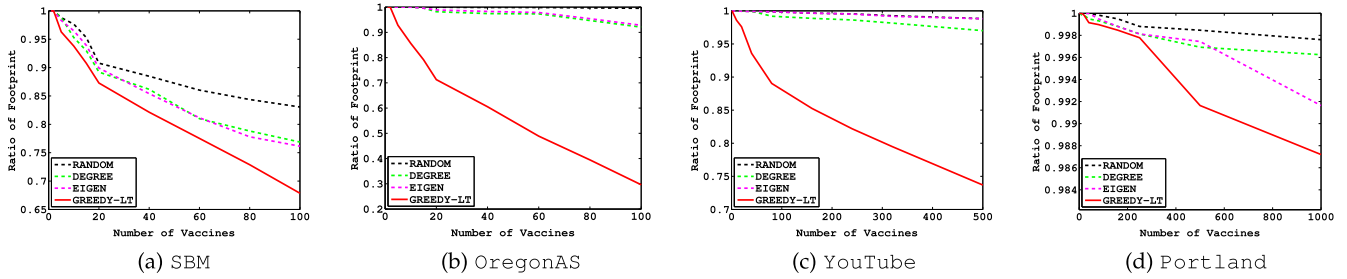 Ratio of Footprint
1
0.95
0.9
0.85
0.8
0.75
0.7
0.65
RANDOM
DEGREE
EIGEN
GREEDY-LT
0
20
40
60
80
100
Number of Vaccines
(a) SBM
Ratio of Footprint
1
0.9
0.8
0.7
0.6
0.5
0.4
0.3
0.2
RANDOM
DEGREE
EIGEN
GREEDY-LT
0
20
40
60
80
100
Number of Vaccines
(b) OregonAS
Ratio of Footprint
1
0.95
0.9
0.85
0.8
0.75
0.7
RANDOM
DEGREE
EIGEN
GREEDY-LT
0
100
200
300
400
500
Number of Vaccines
(c) YouTube
Ratio of Footprint
1
0.998
0.996
0.994
0.992
0.99
0.988
0.986
0.984
RANDOM
DEGREE
EIGEN
GREEDY-LT
0
200
400
600
800
1000
Number of Vaccines
(d) Portland